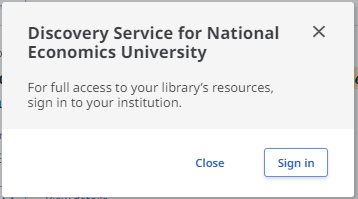 Discovery Service for National
Economics University
For full access to your library's resources,
sign in to your institution.
Close
Sign in